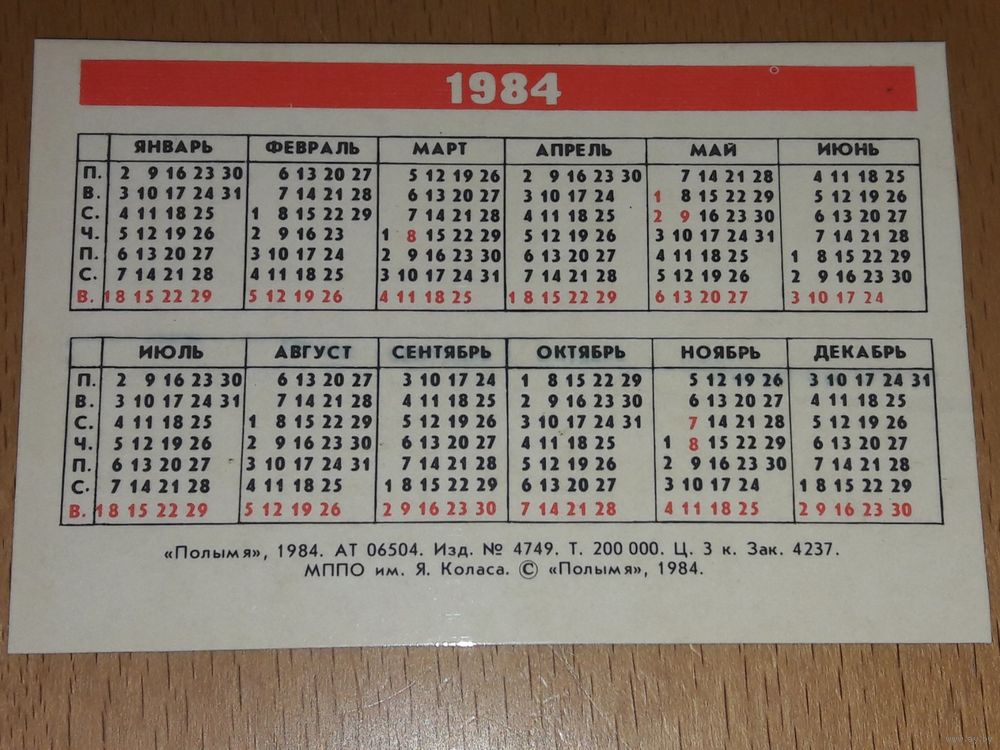 1984
ЯНВАРЬ ФЕВРАЛЬ МАРТ АПРЕЛЬ МАЙ ИЮНЬ
П. 2 9 16 23 30 6 13 20 27 5 12 19 26 2 9 16 23 30 7 14 21 28 4 11 18 25
В. 3 10 17 24 31 7 14 21 28 6 13 20 27 3 10 17 24 1 8 15 22 29 5 12 19 26
С. 4 11 18 25 1 8 15 22 29 7 14 21 28 4 11 18 25 2 9 16 23 30 6 13 20 27
Ч. 5 12 19 26 2 9 16 23 1 8 15 22 29 5 12 19 26 3 10 17 24 31 7 14 21 28
П. 6 13 20 27 3 10 17 24 2 9 16 23 30 6 13 20 27 4 11 18 25 1 8 15 22 29
С. 7 14 21 28 4 11 18 25 3 10 17 24 31 7 14 21 28 5 12 19 26 2 9 16 23 30
В. 1 8 15 22 29 5 12 19 26 4 11 18 25 1 8 15 22 29 6 13 20 27 3 10 17 24
ИЮЛЬ АВГУСТ СЕНТЯБРЬ ОКТЯБРЬ НОЯБРЬ ДЕКАБРЬ
П. 2 9 16 23 30 6 13 20 27 3 10 17 24 1 8 15 22 29 5 12 19 26 3 10 17 24 31
В. 3 10 17 24 31 7 14 21 28 4 11 18 25 2 9 16 23 30 6 13 20 27 4 11 18 25
С. 4 11 18 25 1 8 15 22 29 5 12 19 26 3 10 17 24 31 7 14 21 28 5 12 19 26
Ч. 5 12 19 26 2 9 16 23 30 6 13 20 27 4 11 18 25 1 8 15 22 29 6 13 20 27
П. 6 13 20 27 3 10 17 24 31 7 14 21 28 5 12 19 26 2 9 16 23 30 7 14 21 28
С. 7 14 21 28 4 11 18 25 1 8 15 22 29 6 13 20 27 3 10 17 24 1 8 15 22 29
В. 1 8 15 22 29 5 12 19 26 2 9 16 23 30 7 14 21 28 4 11 18 25 2 9 16 23 30
«Полымя», 1984. АТ 06504. Изд. № 4749. Т. 200 000. Ц. 3 к. Зак. 4237.
МППО им. Я. Коласа. © «Полымя», 1984.